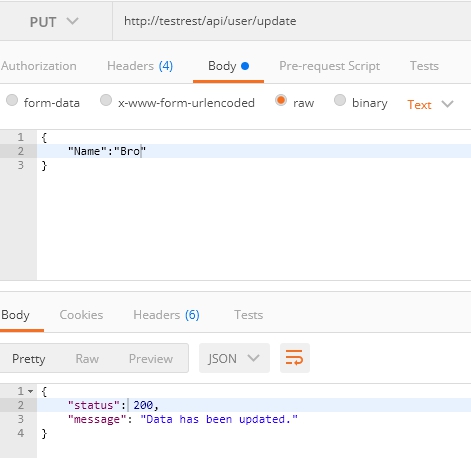 PUT http://testrest/api/user/update
Authorization Headers (4) Body Pre-request Script Tests
form-data x-www-form-urlencoded raw binary Text
1 {
2 "Name":"Bro"
3 }
Body Cookies Headers (6) Tests
Pretty Raw Preview JSON
1 {
2 "status": 200,
3 "message": "Data has been updated."
4 }